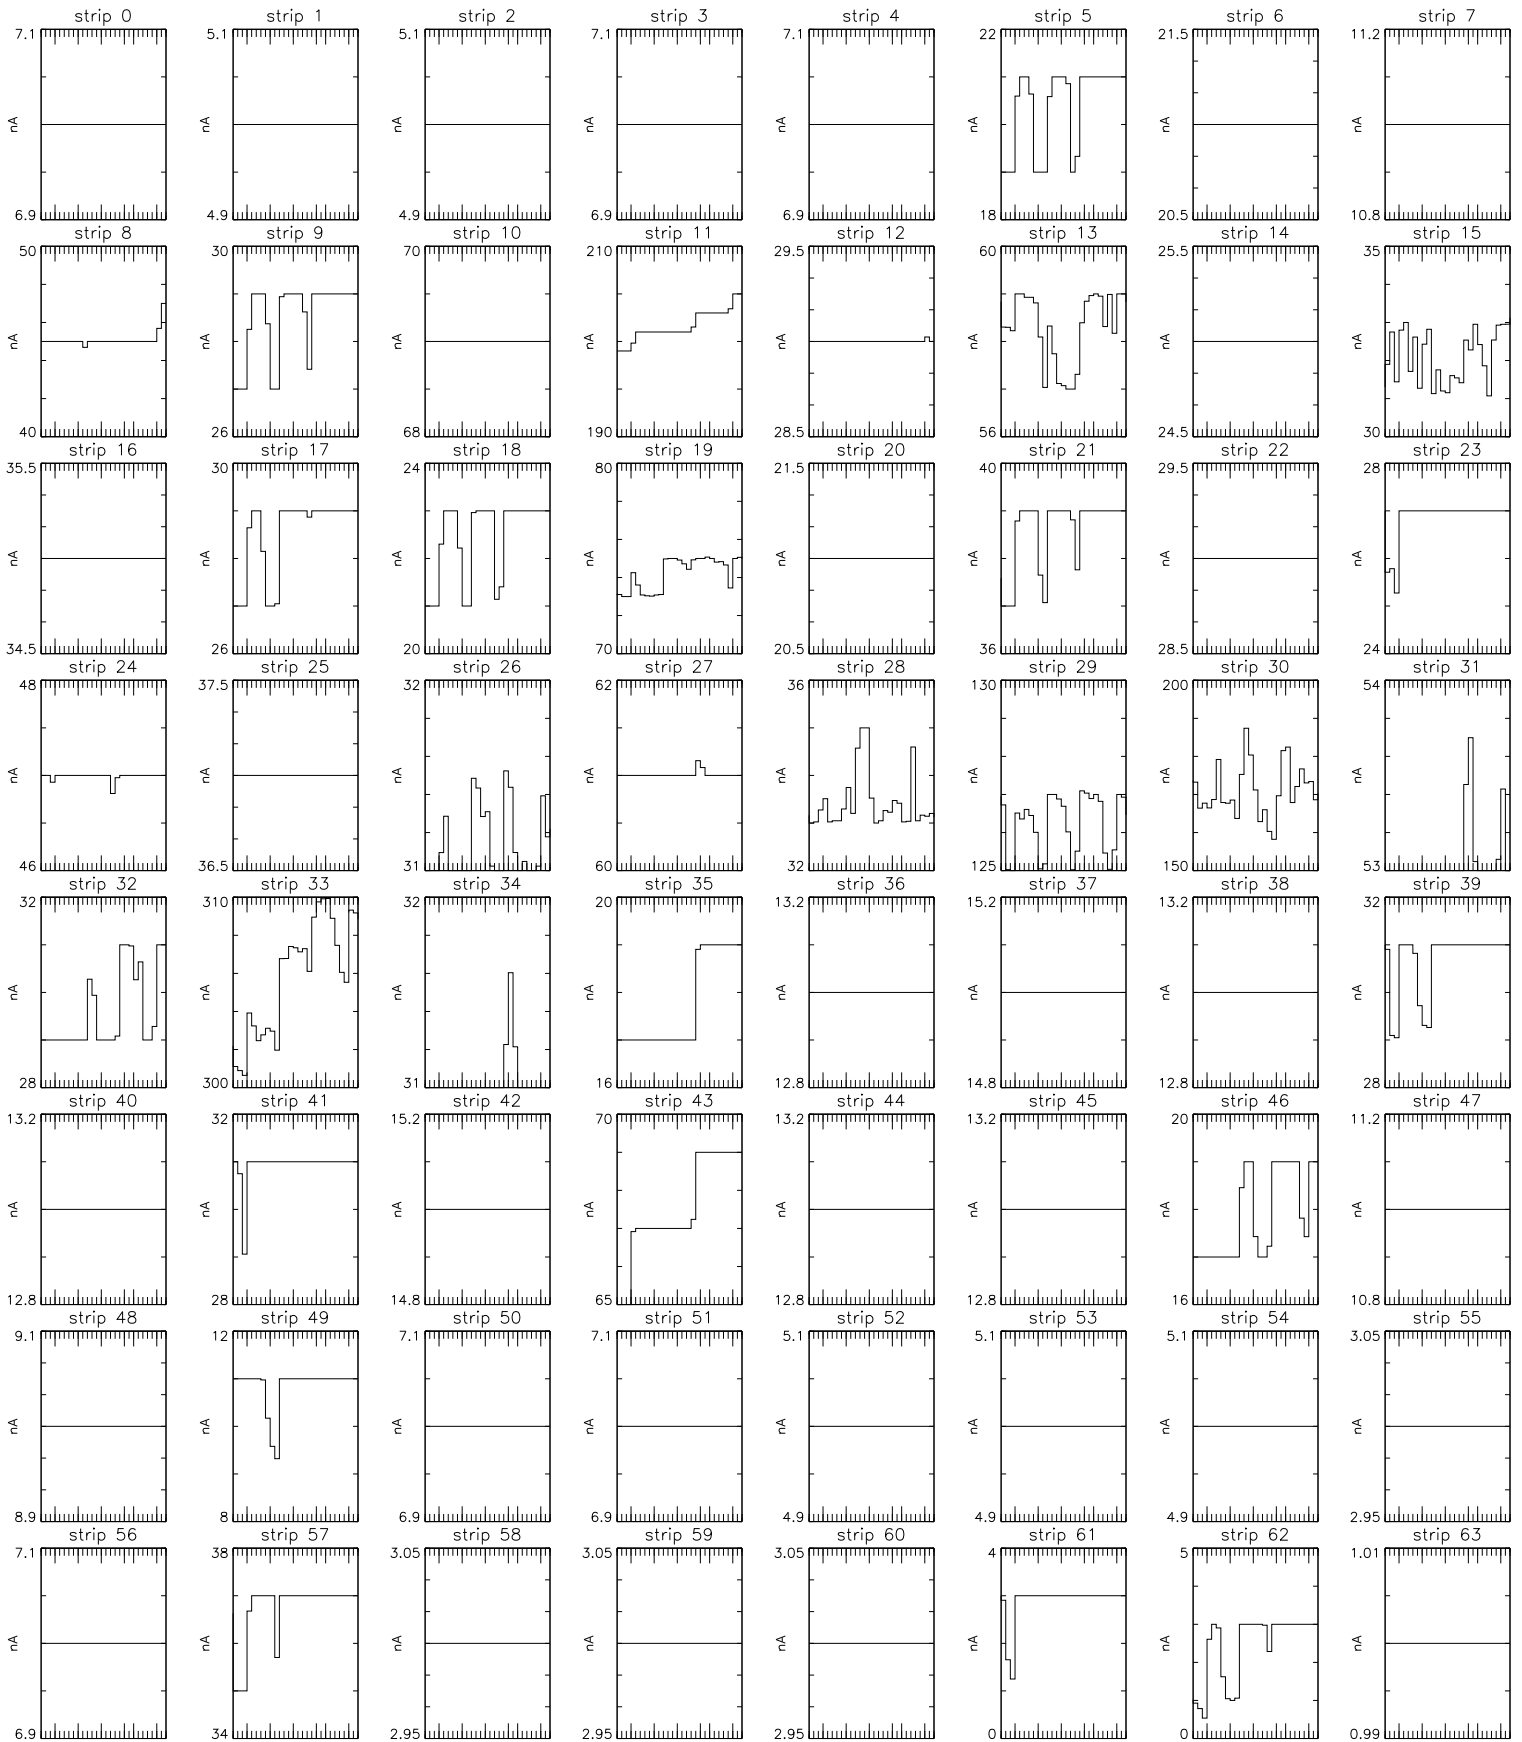 strip 0 strip 1 strip 2 strip 3 strip 4 strip 5 strip 6 strip 7
7.1 5.1 5.1 7.1 7.1 22 21.5 11.2
nA nA nA nA nA nA nA nA
6.9 4.9 4.9 6.9 6.9 18 20.5 10.8
strip 8 strip 9 strip 10 strip 11 strip 12 strip 13 strip 14 strip 15
50 30 70 210 29.5 60 25.5 35
nA nA nA nA nA nA nA nA
40 26 68 190 28.5 56 24.5 30
strip 16 strip 17 strip 18 strip 19 strip 20 strip 21 strip 22 strip 23
35.5 30 24 80 21.5 40 29.5 28
nA nA nA nA nA nA nA nA
34.5 26 20 70 20.5 36 28.5 24
strip 24 strip 25 strip 26 strip 27 strip 28 strip 29 strip 30 strip 31
48 37.5 32 62 36 130 200 54
nA nA nA nA nA nA nA nA
46 36.5 31 60 32 125 150 53
strip 32 strip 33 strip 34 strip 35 strip 36 strip 37 strip 38 strip 39
32 310 32 20 13.2 15.2 13.2 32
nA nA nA nA nA nA nA nA
28 300 31 16 12.8 14.8 12.8 28
strip 40 strip 41 strip 42 strip 43 strip 44 strip 45 strip 46 strip 47
13.2 32 15.2 70 13.2 13.2 20 11.2
nA nA nA nA nA nA nA nA
12.8 28 14.8 65 12.8 12.8 16 10.8
strip 48 strip 49 strip 50 strip 51 strip 52 strip 53 strip 54 strip 55
9.1 12 7.1 7.1 5.1 5.1 5.1 3.05
nA nA nA nA nA nA nA nA
8.9 8 6.9 6.9 4.9 4.9 4.9 2.95
strip 56 strip 57 strip 58 strip 59 strip 60 strip 61 strip 62 strip 63
7.1 38 3.05 3.05 3.05 4 5 1.01
nA nA nA nA nA nA nA nA
6.9 34 2.95 2.95 2.95 0 0 0.99